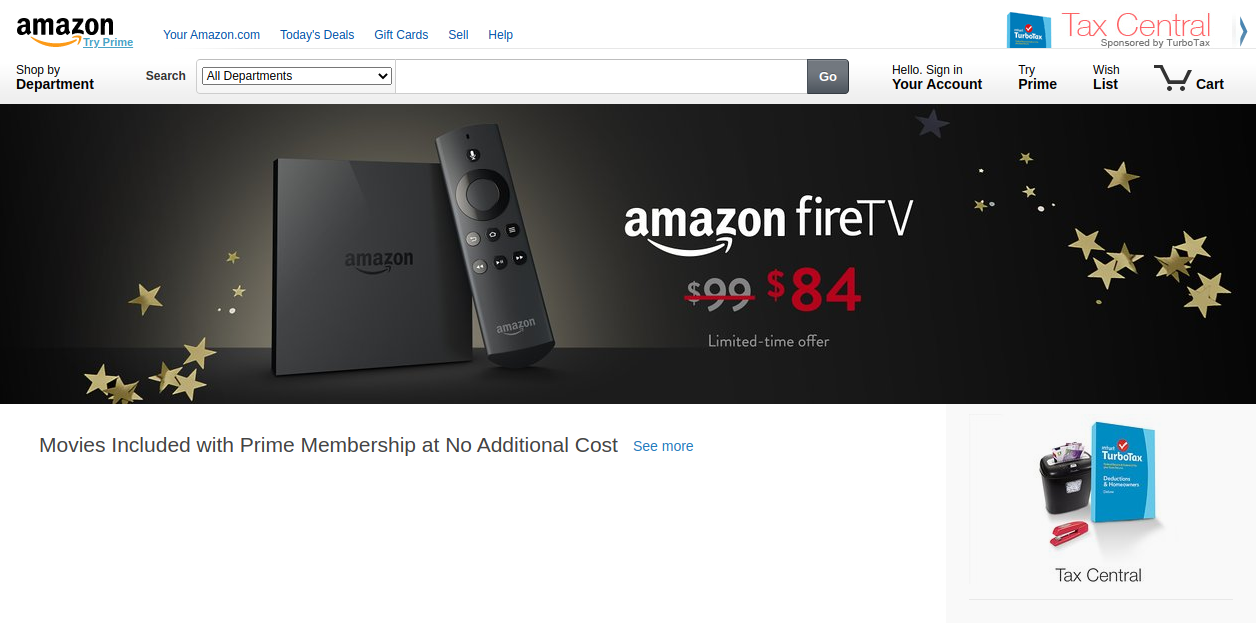 amazon
Try Prime
Your Amazon.com
Today's Deals
Gift Cards
Sell
Help
TurboTax
Tax Central
Sponsored by TurboTax
Shop by
Department
Search
All Departments
Go
Hello. Sign in
Your Account
Try
Prime
Wish
List
Cart
amazon
amazon
amazon fireTV
$99 $84
Limited-time offer
Movies Included with Prime Membership at No Additional Cost
See more
TurboTax
Deductions
& Homeowners
Tax Central